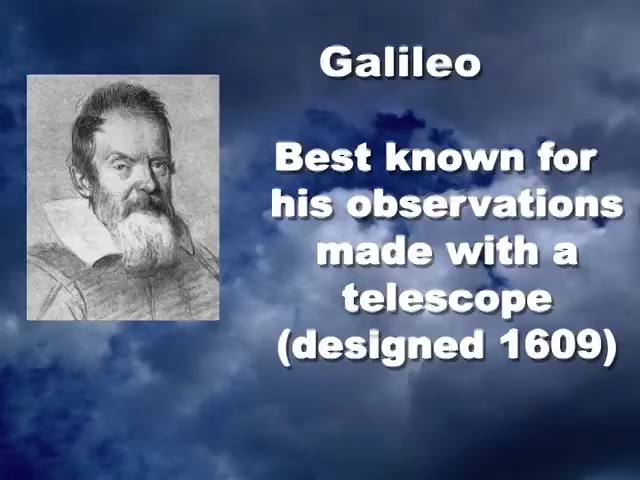 Galileo
Best known for
his observations
made with a
telescope
(designed 1609)